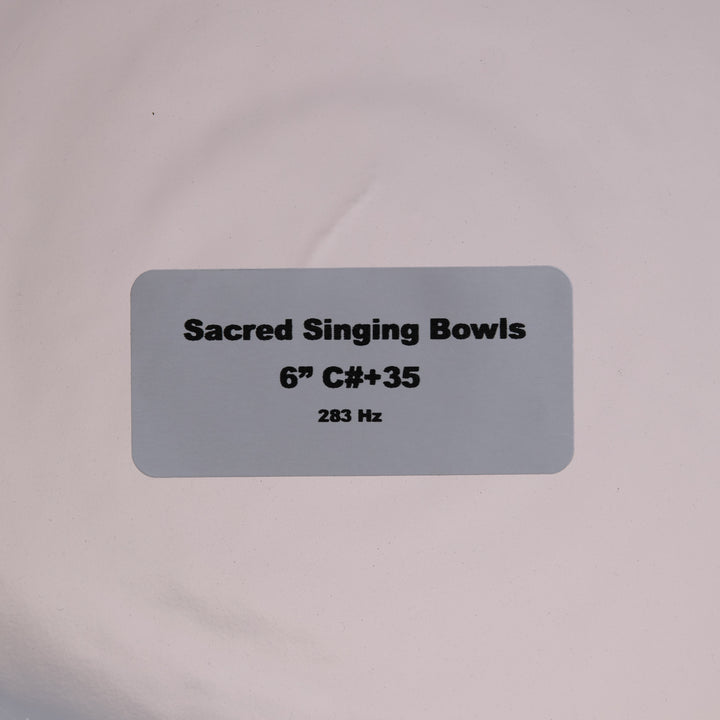 Sacred Singing Bowls
6” C#+35
283 Hz